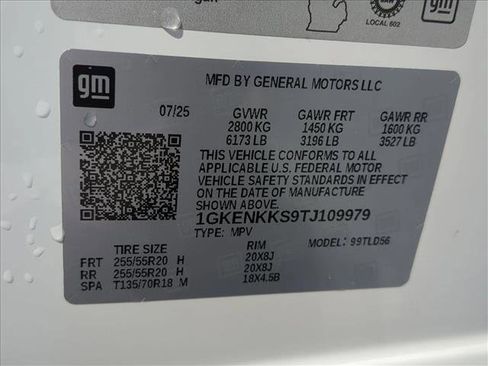 LOCAL 602
gm
gm
MFD BY GENERAL MOTORS LLC
07/25 GVWR GAWR FRT GAWR RR
2800 KG 1450 KG 1600 KG
6173 LB 3196 LB 3527 LB
THIS VEHICLE CONFORMS TO ALL
APPLICABLE U.S. FEDERAL MOTOR
VEHICLE SAFETY STANDARDS IN EFFECT
ON THE DATE OF MANUFACTURE
SHOWN ABOVE.
1GKENKKS9TJ109979
TYPE: MPV MODEL: 99TLD56
TIRE SIZE RIM
FRT 255/55R20 H 20X8J
RR 255/55R20 H 20X8J
SPA T135/70R18 M 18X4.5B